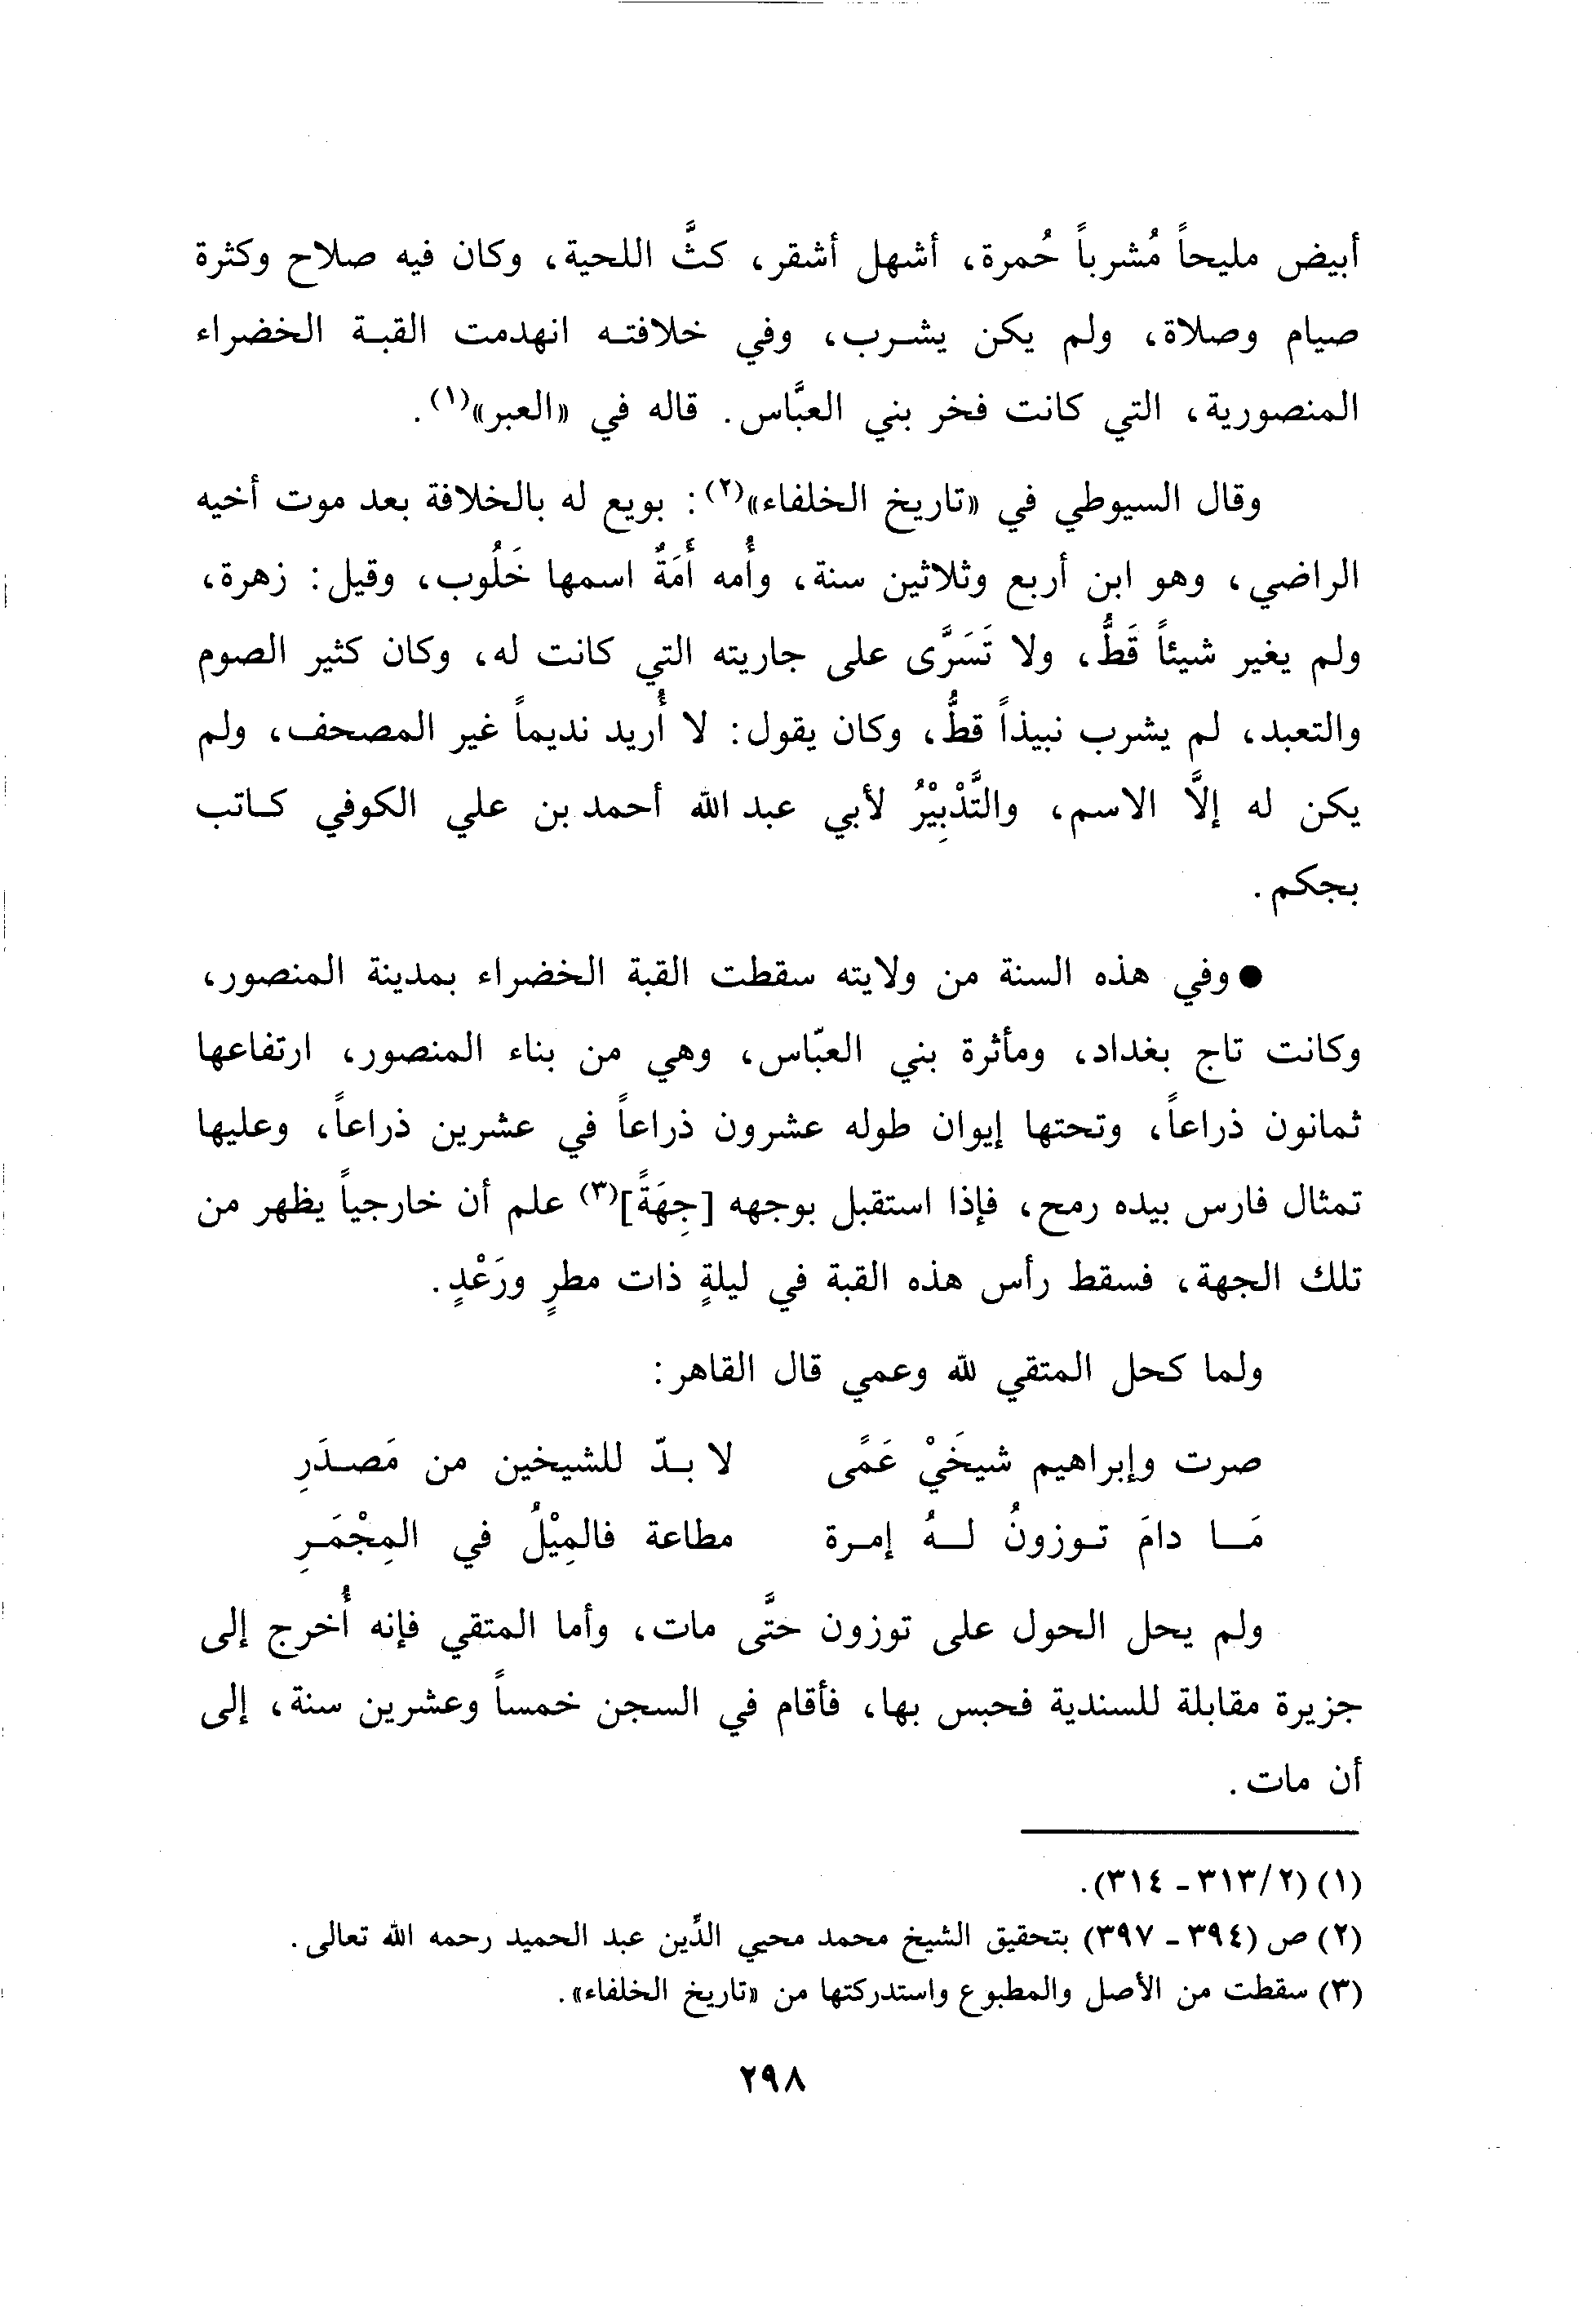 أبيض مليحاً مُشرباً حُمرة، أشهل أشقر، كثَّ اللحية، وكان فيه صلاح وكثرة
صيام وصلاة، ولم يكن يشرب، وفي خلافته انهدمت القبة الخضراء
المنصورية، التي كانت فخر بني العبَّاس. قاله في «العبر»(١).
وقال السيوطي في «تاريخ الخلفاء»(٢): بويع له بالخلافة بعد موت أخيه
الراضي، وهو ابن أربع وثلاثين سنة، وأُمه أَمَةٌ اسمها خَلُوب، وقيل: زهرة،
ولم يغير شيئاً قَطُّ، ولا تَسَرَّى على جاريته التي كانت له، وكان كثير الصوم
والتعبد، لم يشرب نبيذاً قطُّ، وكان يقول: لا أُريد نديماً غير المصحف، ولم
يكن له إلَّا الاسم، والتَّدْبِيْرُ لأبي عبد الله أحمد بن علي الكوفي كاتب
بجكم.
● وفي هذه السنة من ولايته سقطت القبة الخضراء بمدينة المنصور،
وكانت تاج بغداد، ومأثرة بني العبّاس، وهي من بناء المنصور، ارتفاعها
ثمانون ذراعاً، وتحتها إيوان طوله عشرون ذراعاً في عشرين ذراعاً، وعليها
تمثال فارس بيده رمح، فإذا استقبل بوجهه [جِهَةً](٣) علم أن خارجياً يظهر من
تلك الجهة، فسقط رأس هذه القبة في ليلةٍ ذات مطرٍ ورَعْدٍ.
ولما كحل المتقي لله وعمي قال القاهر:
صرت وإبراهيم شيخَيْ عَمًى لا بدّ للشيخين من مَصدَرِ
مَا دامَ توزونُ لهُ إمرة مطاعة فالمِيْلُ في المِجْمَرِ
ولم يحل الحول على توزون حتَّى مات، وأما المتقي فإنه أُخرج إلى
جزيرة مقابلة للسندية فحبس بها، فأقام في السجن خمساً وعشرين سنة، إلى
أن مات.
(١) (٢/٣١٣ - ٣١٤).
(٢) ص (٣٩٤ - ٣٩٧) بتحقيق الشيخ محمد محيي الدِّين عبد الحميد رحمه الله تعالى.
(٣) سقطت من الأصل والمطبوع واستدركتها من «تاريخ الخلفاء».
٢٩٨